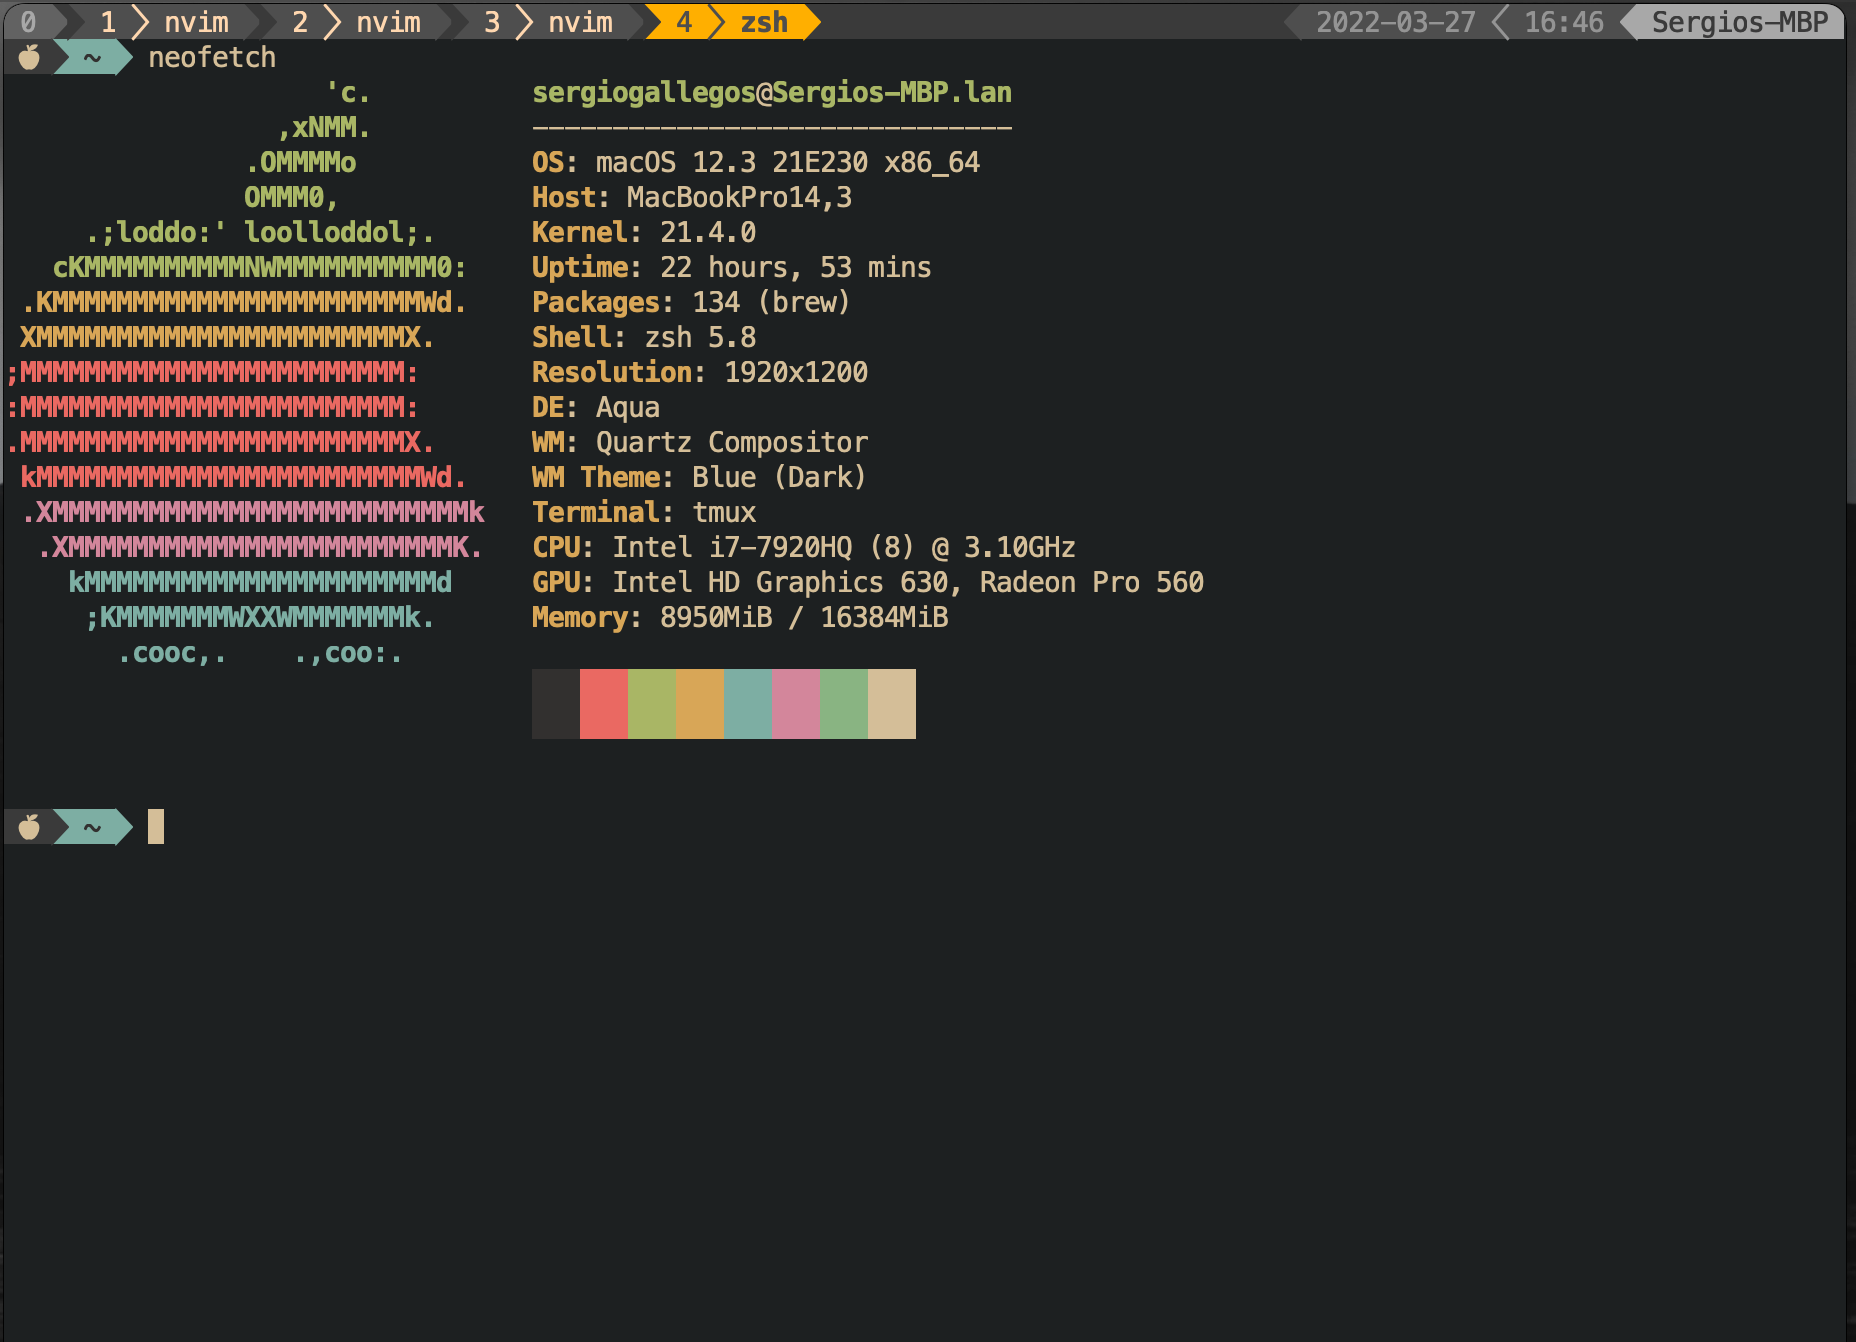 0 1 nvim 2 nvim 3 nvim 4 zsh 2022-03-27 16:46 Sergios-MBP
~ neofetch
'c. sergiogallegos@Sergios-MBP.lan
,xNMM. ------------------------------
.OMMMMo OS: macOS 12.3 21E230 x86_64
OMMM0, Host: MacBookPro14,3
.;loddo:' loolloddol;. Kernel: 21.4.0
cKMMMMMMMMMMNWMMMMMMMMMM0: Uptime: 22 hours, 53 mins
.KMMMMMMMMMMMMMMMMMMMMMMMWd. Packages: 134 (brew)
XMMMMMMMMMMMMMMMMMMMMMMMX. Shell: zsh 5.8
;MMMMMMMMMMMMMMMMMMMMMMMM: Resolution: 1920x1200
:MMMMMMMMMMMMMMMMMMMMMMMM: DE: Aqua
.MMMMMMMMMMMMMMMMMMMMMMMMX. WM: Quartz Compositor
kMMMMMMMMMMMMMMMMMMMMMMMMWd. WM Theme: Blue (Dark)
.XMMMMMMMMMMMMMMMMMMMMMMMMMMk Terminal: tmux
.XMMMMMMMMMMMMMMMMMMMMMMMMK. CPU: Intel i7-7920HQ (8) @ 3.10GHz
kMMMMMMMMMMMMMMMMMMMMMMd GPU: Intel HD Graphics 630, Radeon Pro 560
;KMMMMMMMWXXWMMMMMMMk. Memory: 8950MiB / 16384MiB
.cooc,. .,coo:.
~